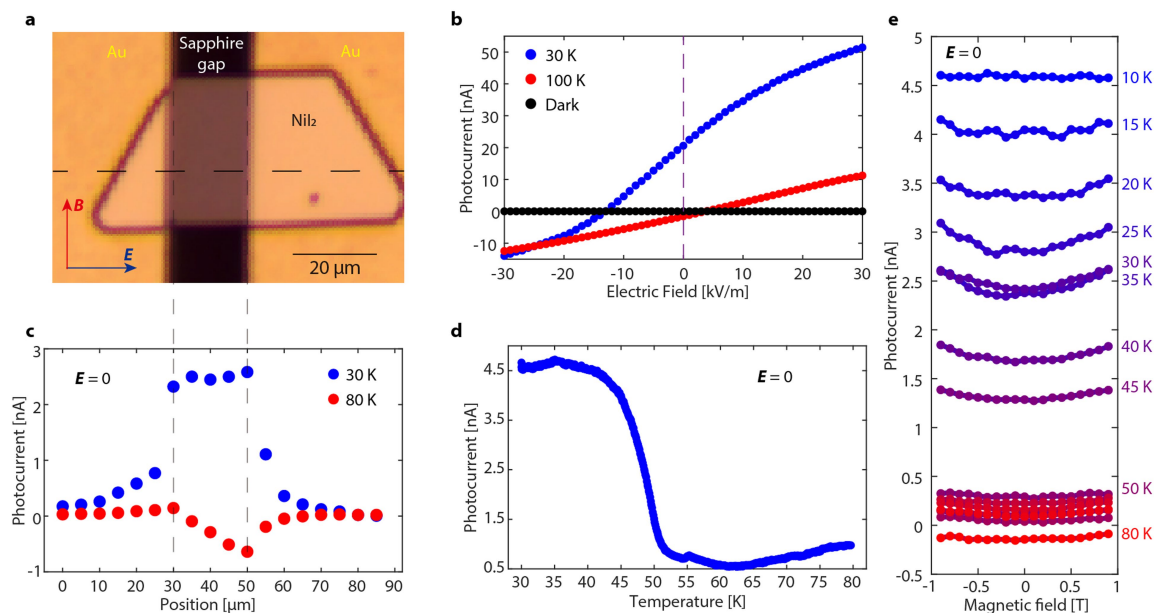 a
Au
Sapphire
gap
Au
NiI₂
B
E
20 µm
b
Photocurrent [nA]
50
40
30
20
10
0
-10
30 K
100 K
Dark
-30
-20
-10
0
10
20
30
Electric Field [kV/m]
c
Photocurrent [nA]
3
2
1
0
-1
E = 0
30 K
80 K
0
10
20
30
40
50
60
70
80
90
Position [µm]
d
Photocurrent [nA]
4.5
3.5
2.5
1.5
0.5
E = 0
30
35
40
45
50
55
60
65
70
75
80
Temperature [K]
e
Photocurrent [nA]
E = 0
5
4.5
4
3.5
3
2.5
2
1.5
1
0.5
0
-0.5
10 K
15 K
20 K
25 K
30 K
35 K
40 K
45 K
50 K
80 K
-1
-0.5
0
0.5
1
Magnetic field [T]